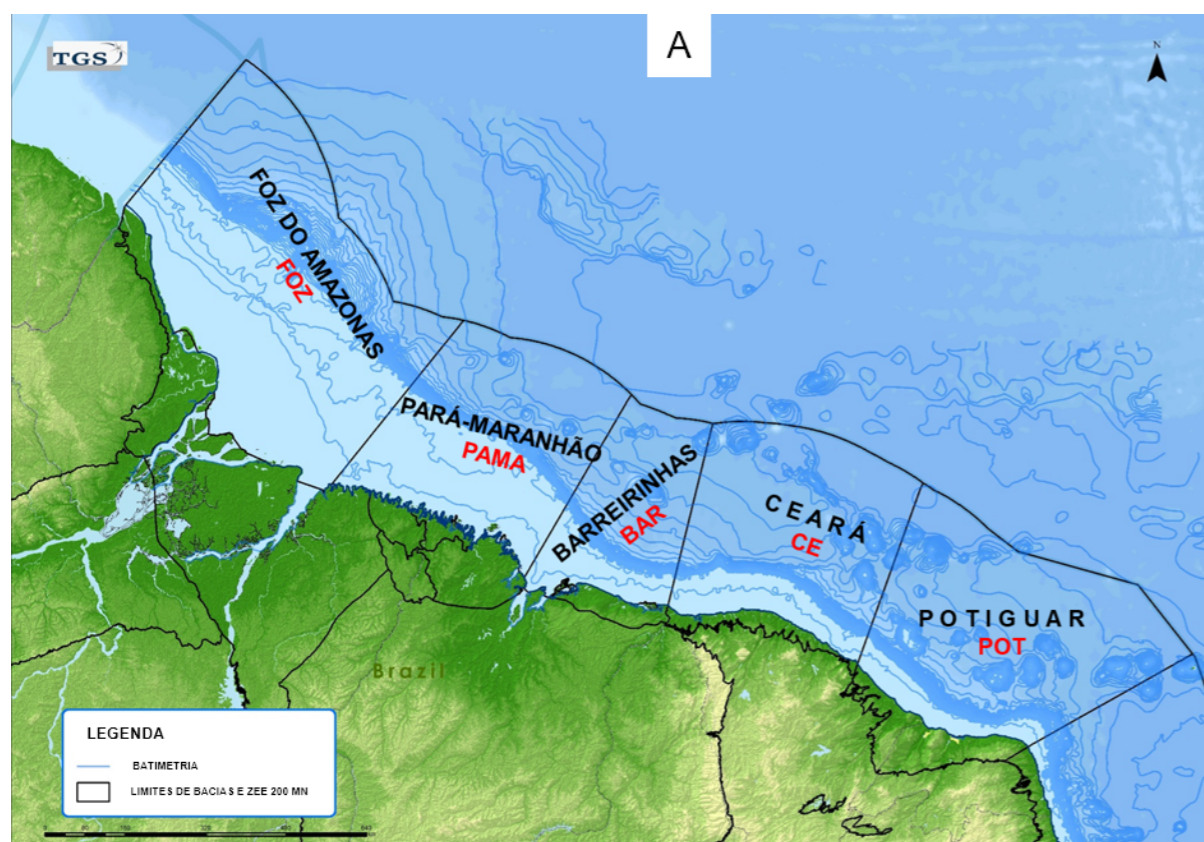 A
TGS
N
FOZ DO AMAZONAS
FOZ
PARÁ-MARANHÃO
PAMA
BARREIRINHAS
BAR
CEARÁ
CE
POTIGUAR
POT
Brazil
LEGENDA
BATIMETRIA
LIMITES DE BACIAS E ZEE 200 MN